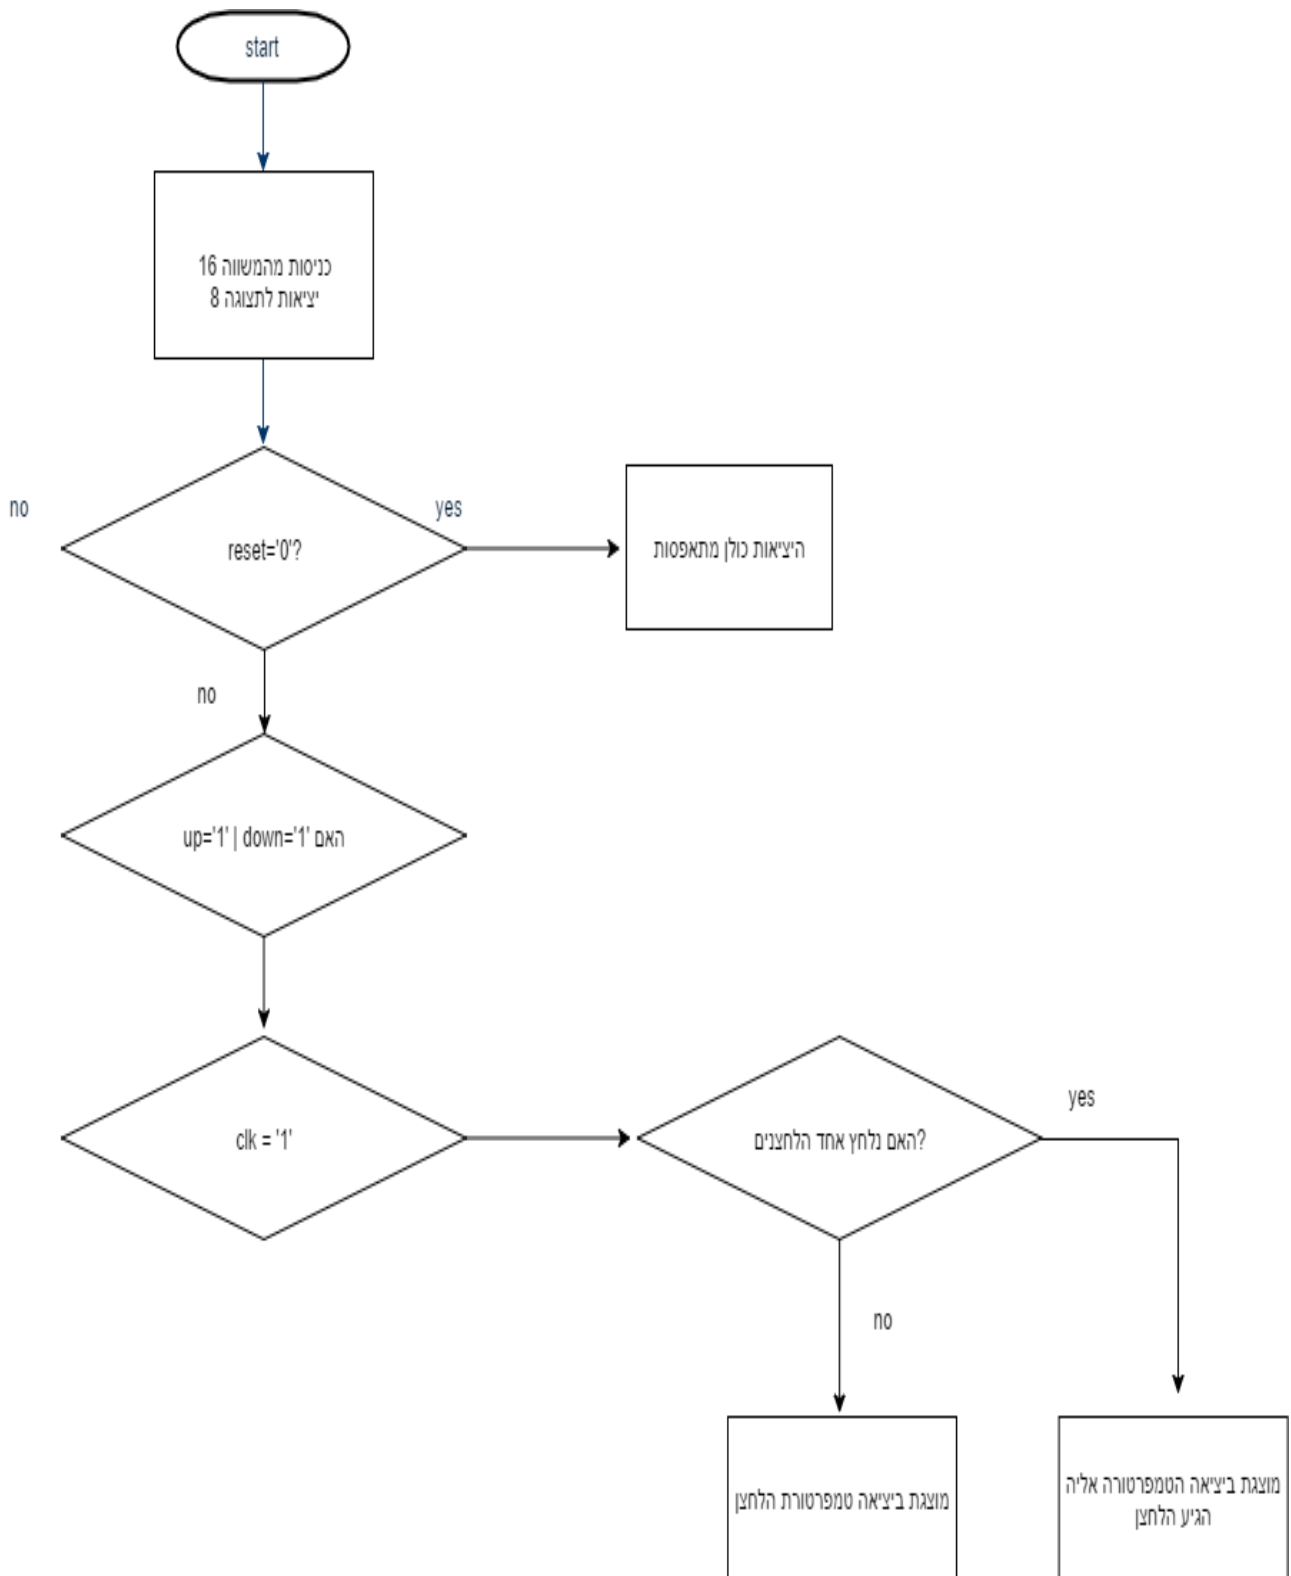 start
16 כניסות מהמשווה
8 יציאות לתצוגה
no
yes
reset='0'?
היציאות כולן מתאפסות
no
האם up='1' | down='1'
clk = '1'
האם נלחץ אחד הלחצנים?
yes
no
מוצגת ביציאה טמפרטורת הלחצן
מוצגת ביציאה הטמפרטורה אליה
הגיע הלחצן